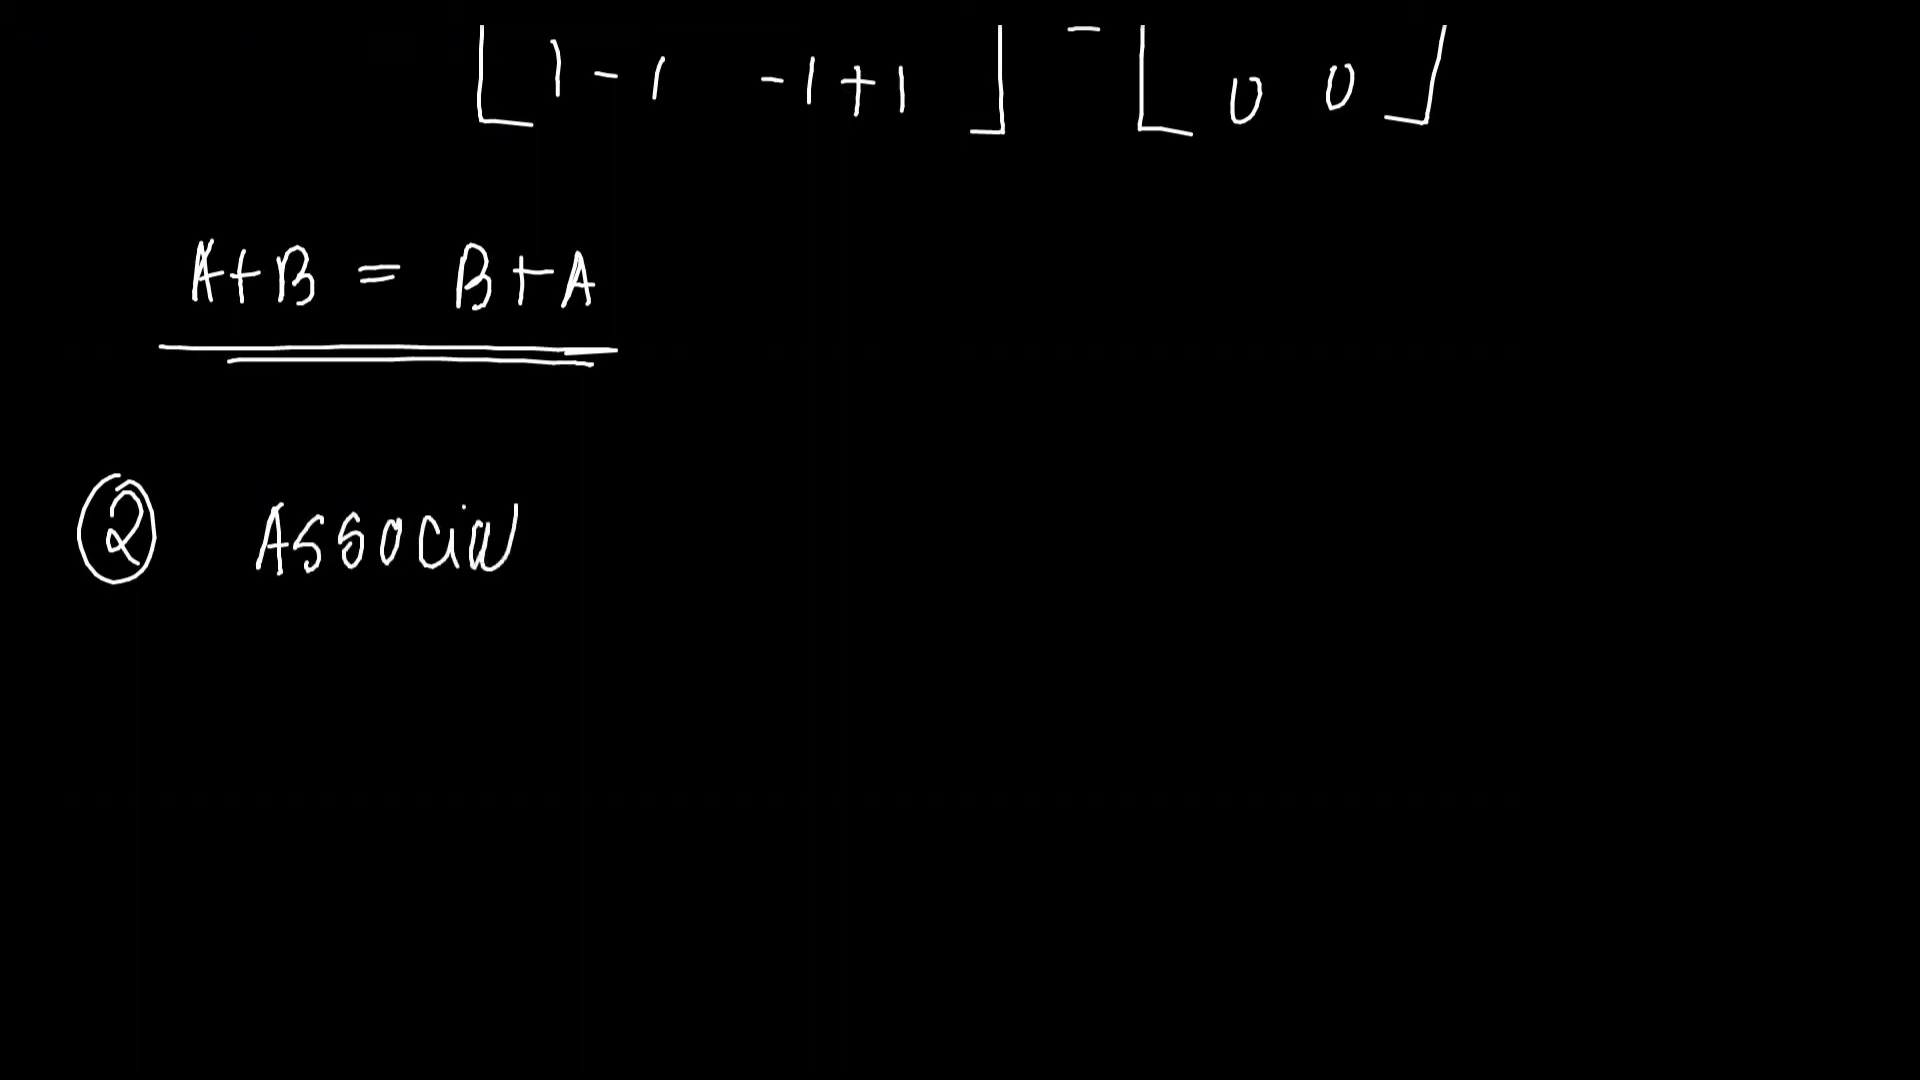 [ 1 - 1 -1 + 1 ] = [ 0 0 ]
A+B = B+A
② Associa